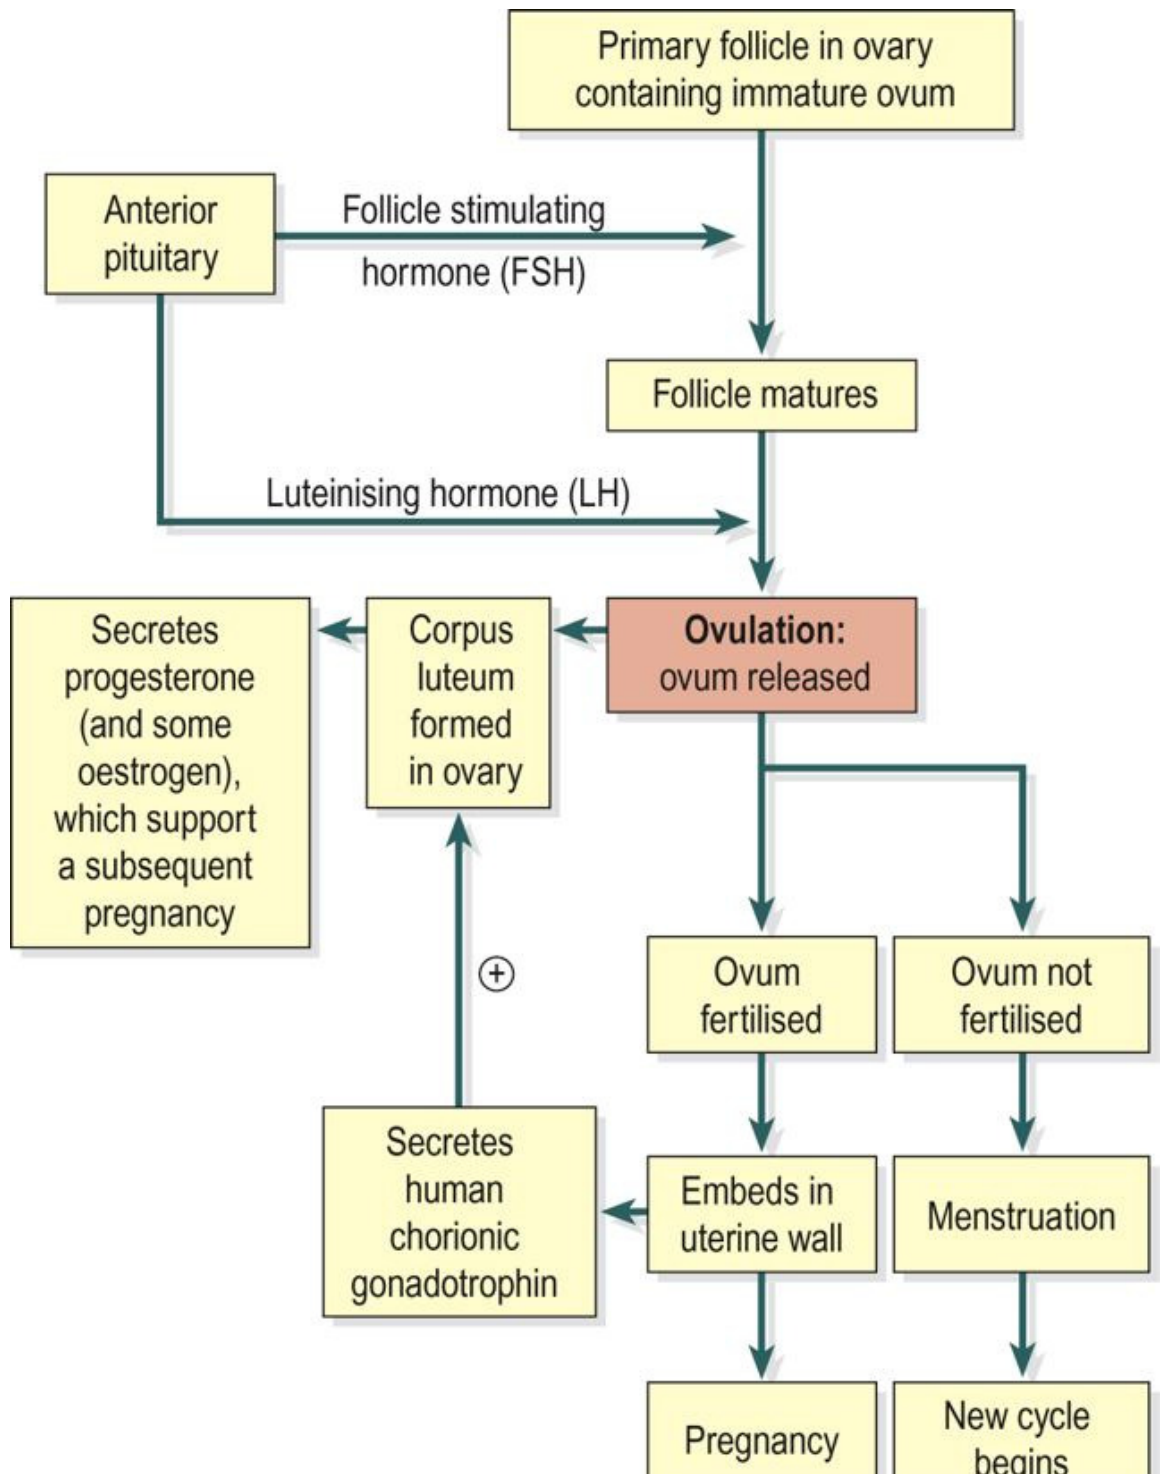 Primary follicle in ovary
containing immature ovum
Anterior
pituitary
Follicle stimulating
hormone (FSH)
Follicle matures
Luteinising hormone (LH)
Secretes
progesterone
(and some
oestrogen),
which support
a subsequent
pregnancy
Corpus
luteum
formed
in ovary
Ovulation:
ovum released
+
Ovum
fertilised
Ovum not
fertilised
Secretes
human
chorionic
gonadotrophin
Embeds in
uterine wall
Menstruation
Pregnancy
New cycle
begins